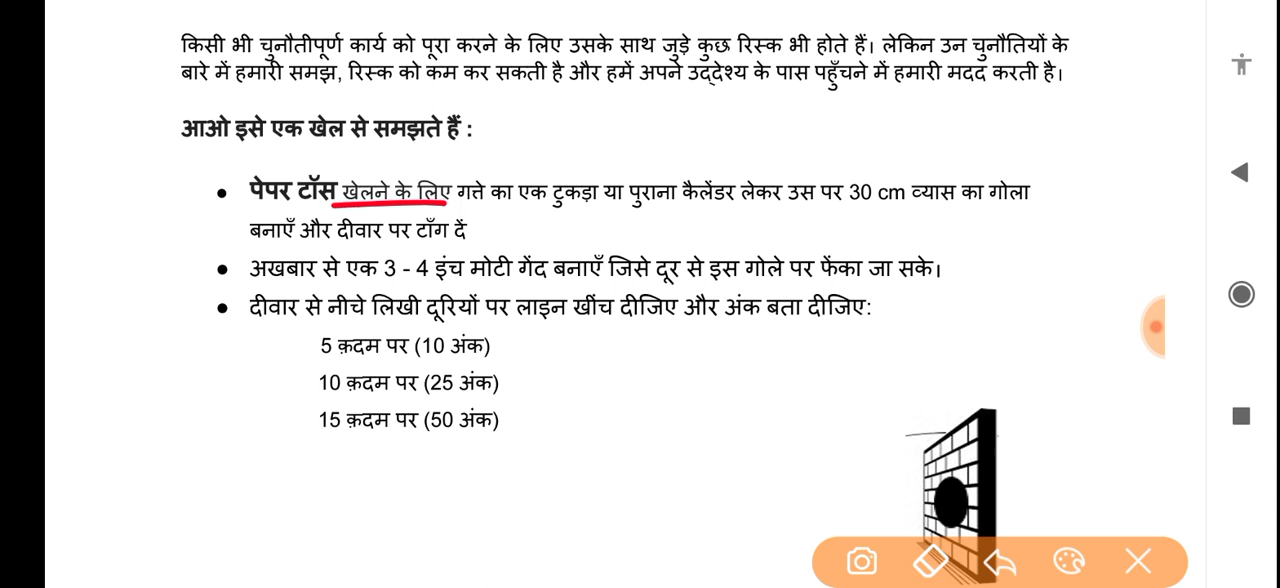 किसी भी चुनौतीपूर्ण कार्य को पूरा करने के लिए उसके साथ जुड़े कुछ रिस्क भी होते हैं। लेकिन उन चुनौतियों के
बारे में हमारी समझ, रिस्क को कम कर सकती है और हमें अपने उद्देश्य के पास पहुँचने में हमारी मदद करती है।
आओ इसे एक खेल से समझते हैं :
● पेपर टॉस खेलने के लिए गत्ते का एक टुकड़ा या पुराना कैलेंडर लेकर उस पर 30 cm व्यास का गोला
बनाएँ और दीवार पर टाँग दें
● अखबार से एक 3 - 4 इंच मोटी गेंद बनाएँ जिसे दूर से इस गोले पर फेंका जा सके।
● दीवार से नीचे लिखी दूरियों पर लाइन खींच दीजिए और अंक बता दीजिए:
5 क़दम पर (10 अंक)
10 क़दम पर (25 अंक)
15 क़दम पर (50 अंक)